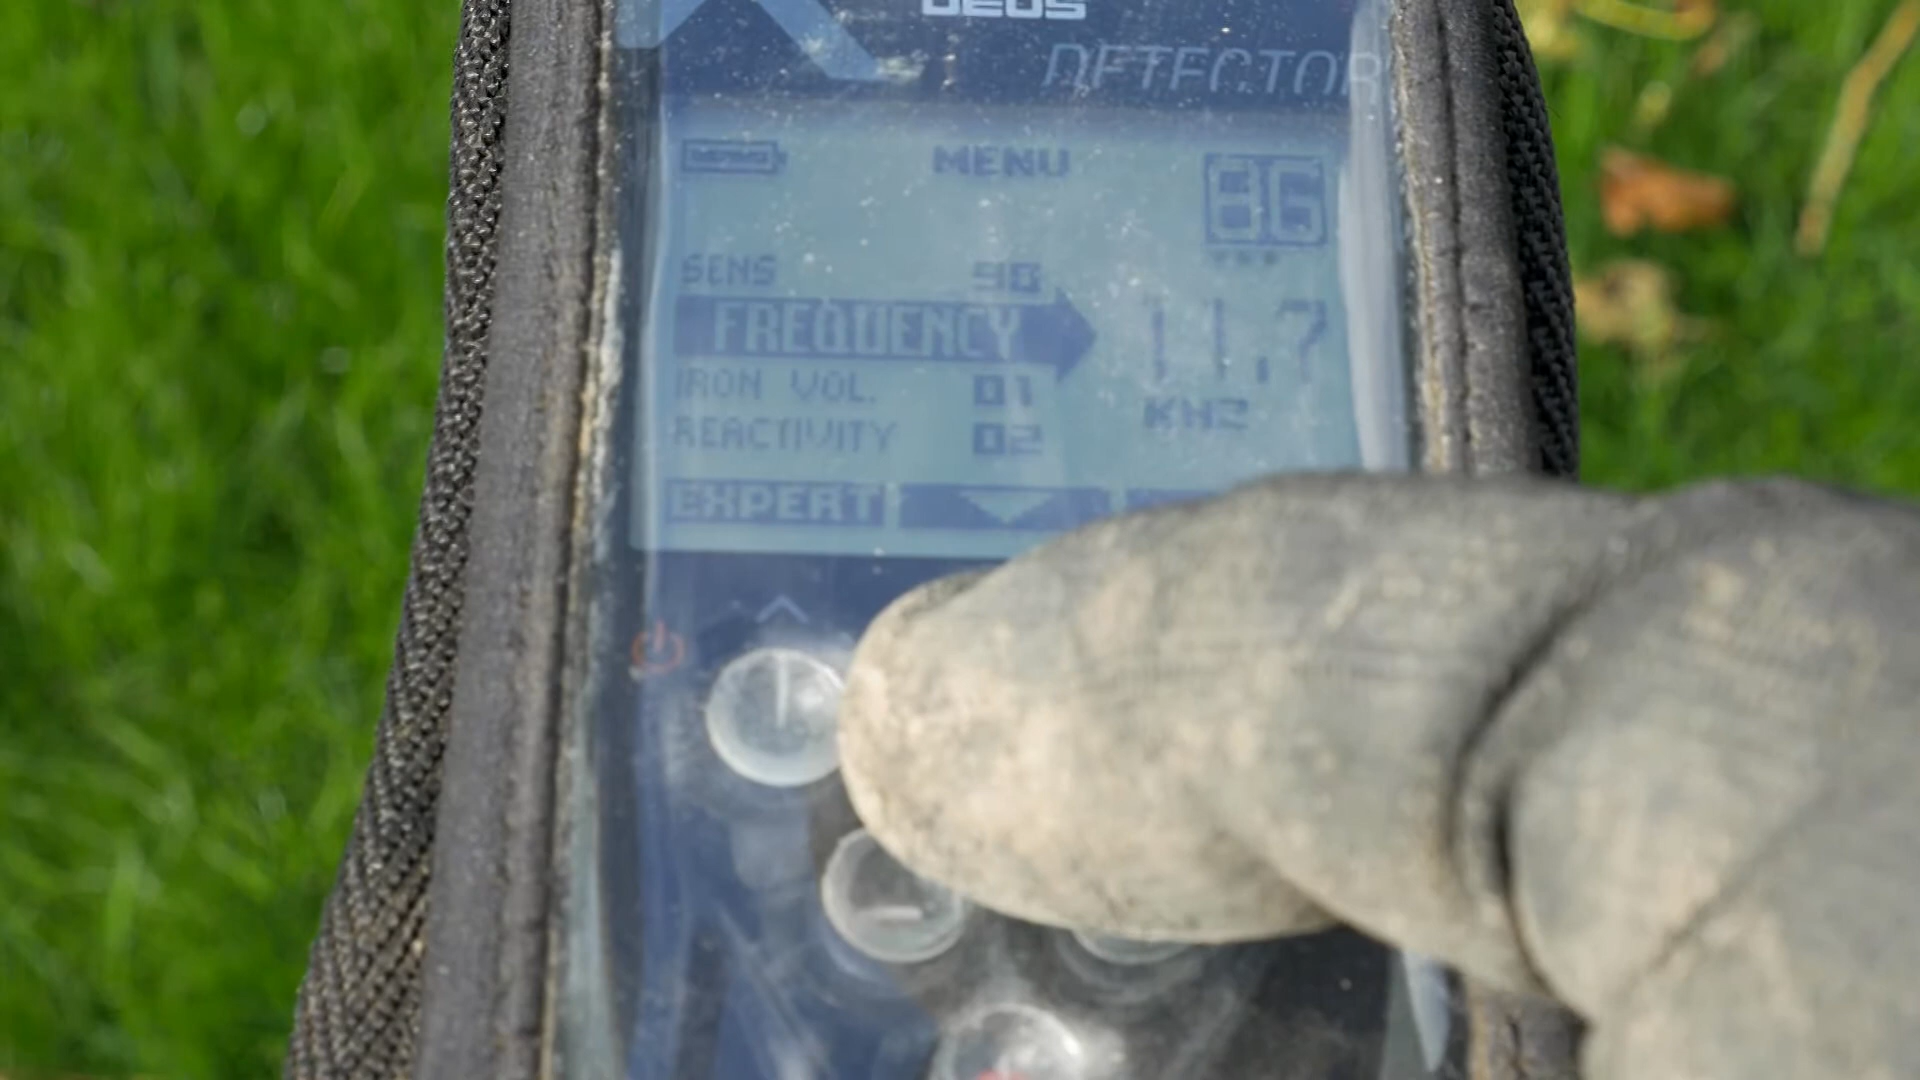 DEUS
DETECTOR
MENU
86
SENS 90
FREQUENCY 11.7
IRON VOL. 01
KHZ
REACTIVITY 02
EXPERT